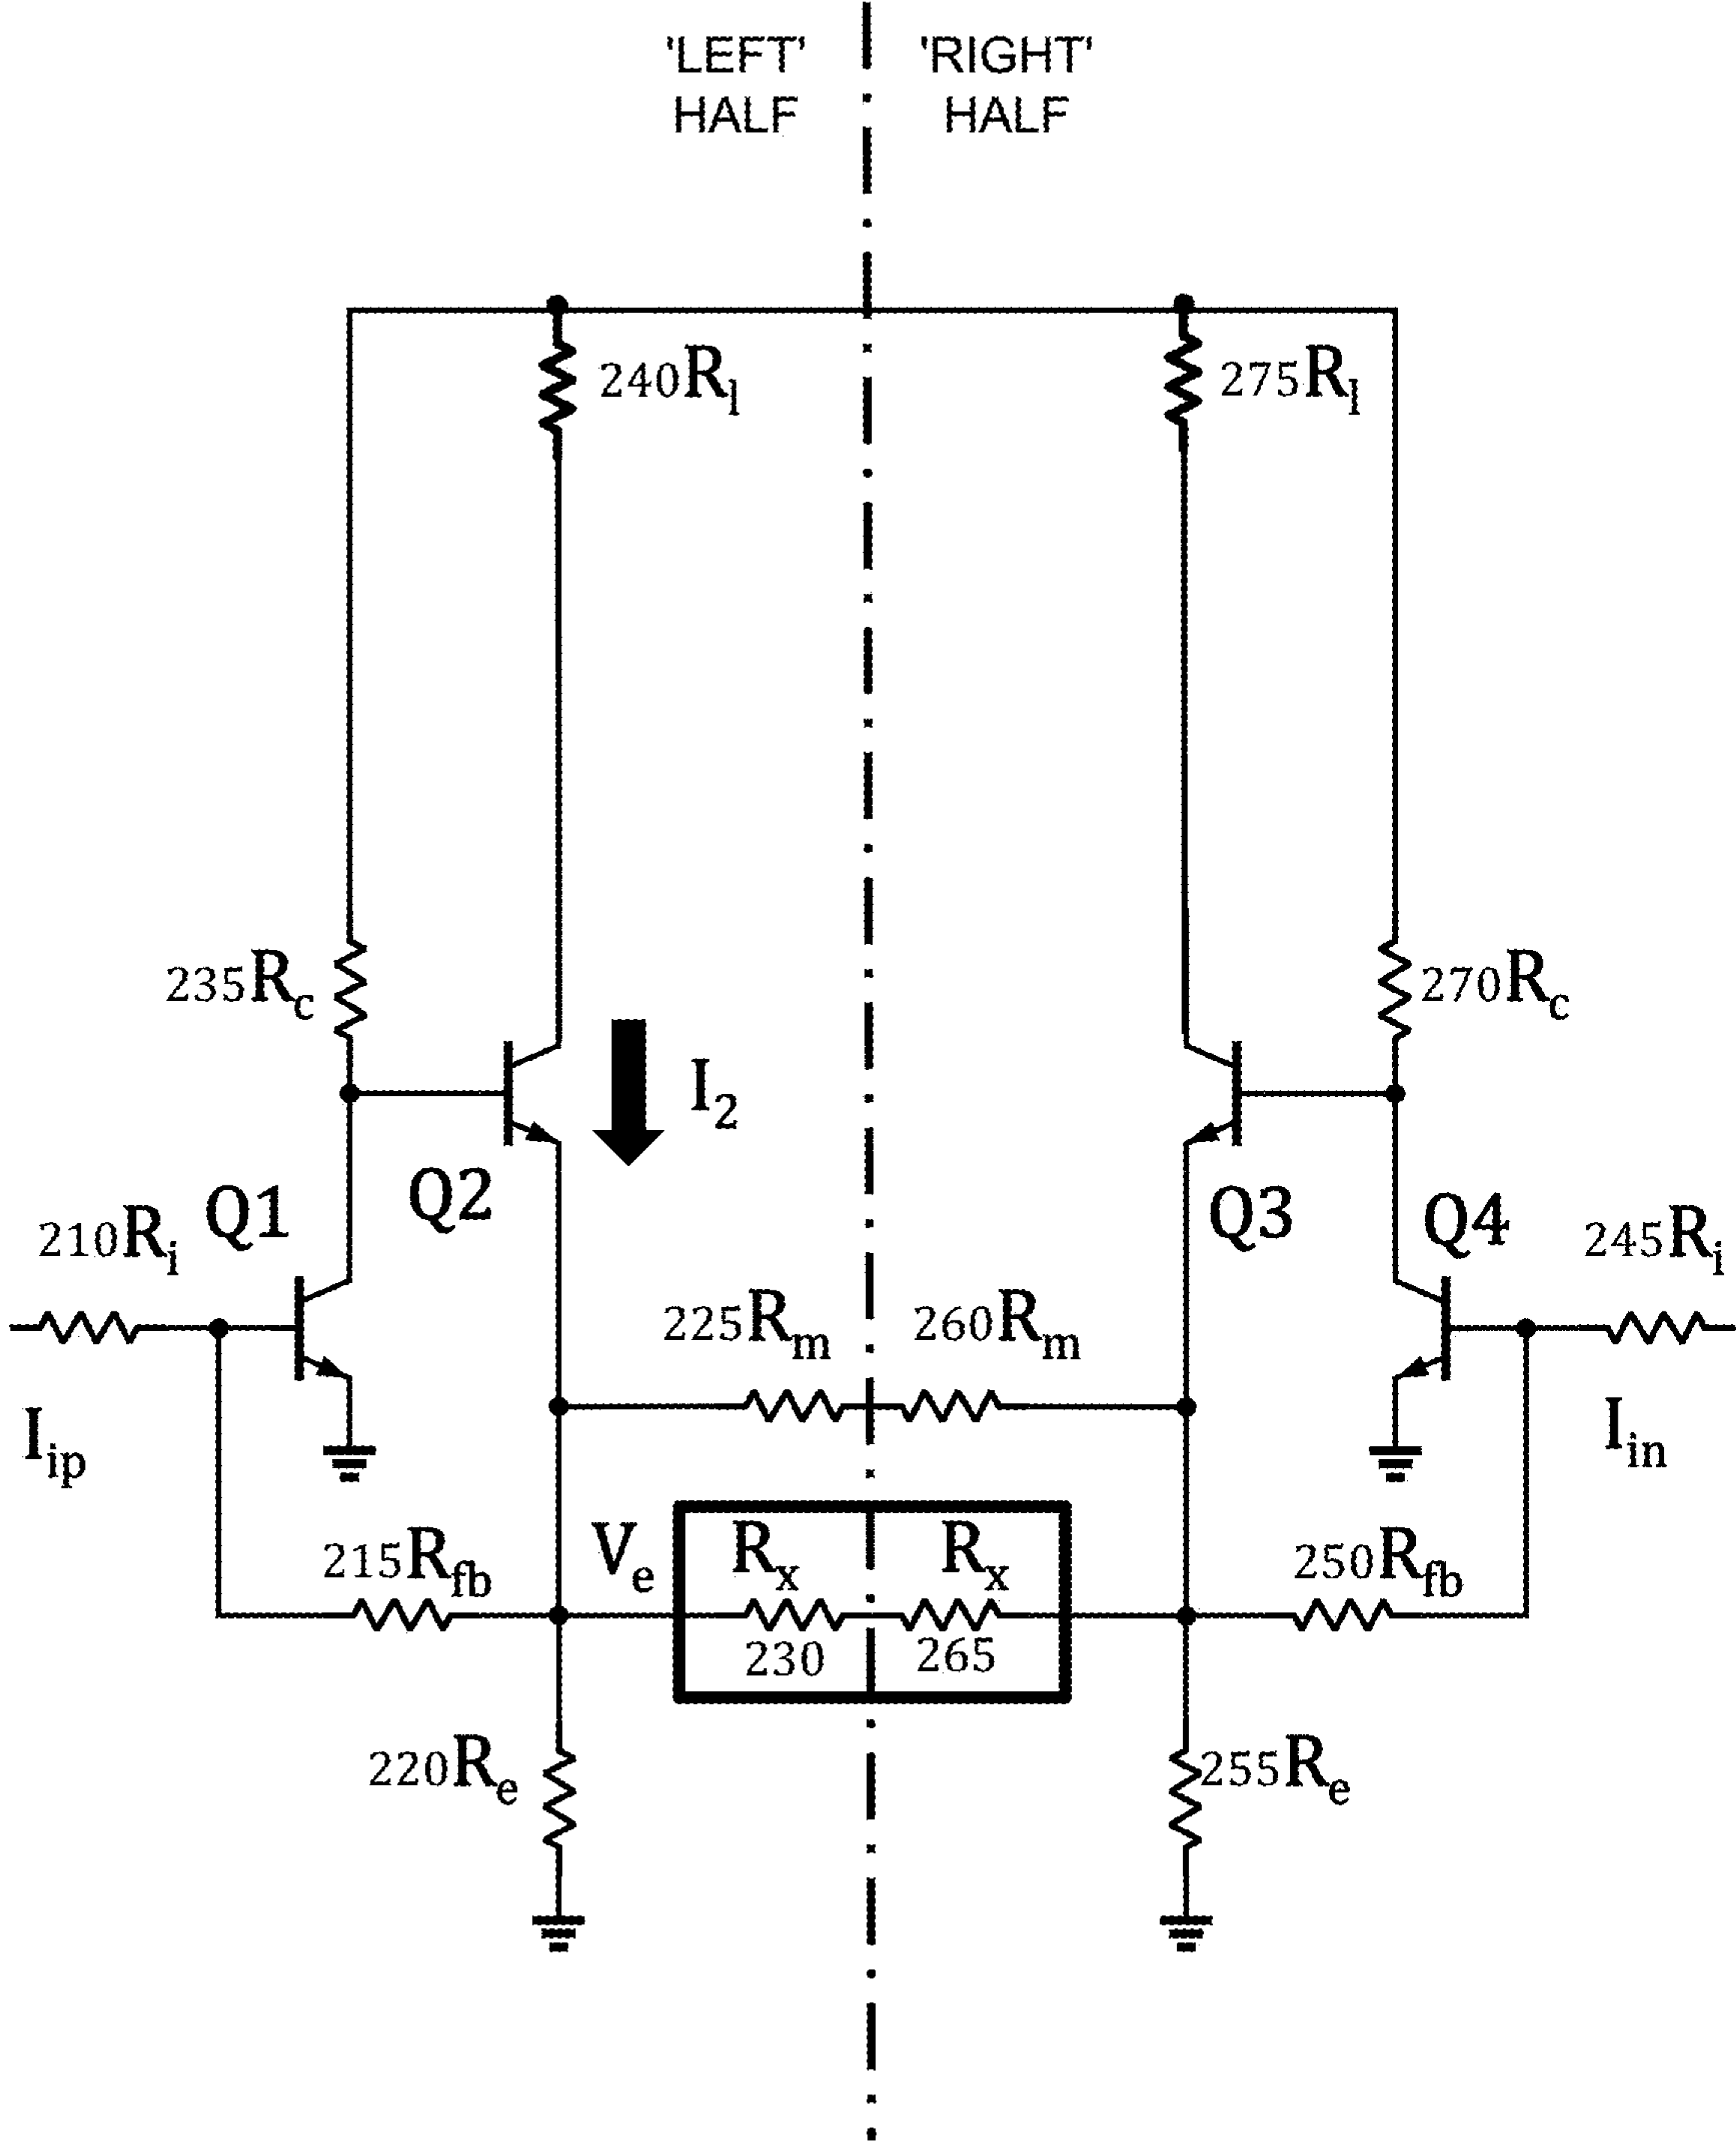 'LEFT' HALF
'RIGHT' HALF
240Rl
275Rl
235Rc
270Rc
I2
Q1
Q2
Q3
Q4
210Ri
245Ri
225Rm
260Rm
Iip
Iin
215Rfb
Ve
Rx
Rx
250Rfb
230
265
220Re
255Re